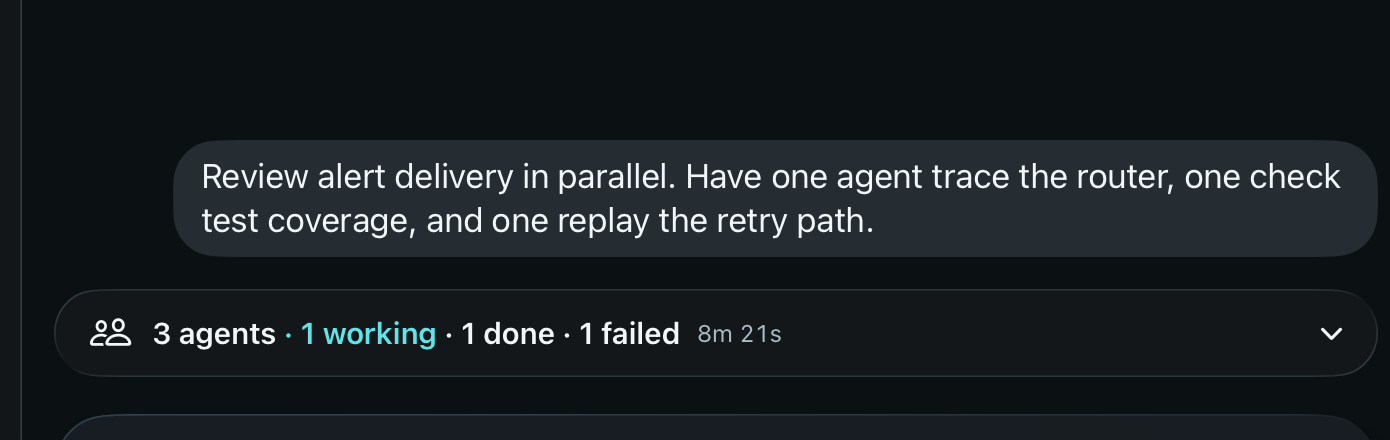 Review alert delivery in parallel. Have one agent trace the router, one check
test coverage, and one replay the retry path.
3 agents · 1 working · 1 done · 1 failed 8m 21s